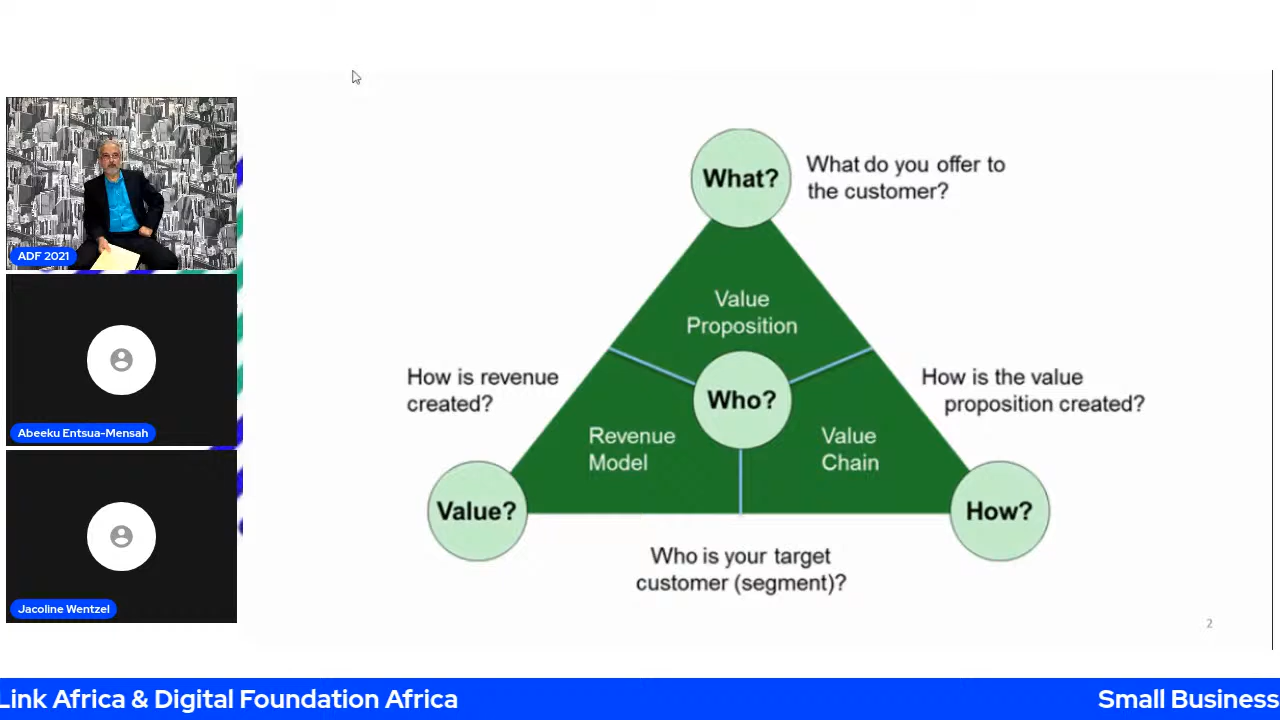 ADF 2021
Abeeku Entsua-Mensah
Jacoline Wentzel
What?
What do you offer to
the customer?
Value
Proposition
How is revenue
created?
Who?
How is the value
proposition created?
Revenue
Model
Value
Chain
Value?
How?
Who is your target
customer (segment)?
2
Link Africa & Digital Foundation Africa
Small Business